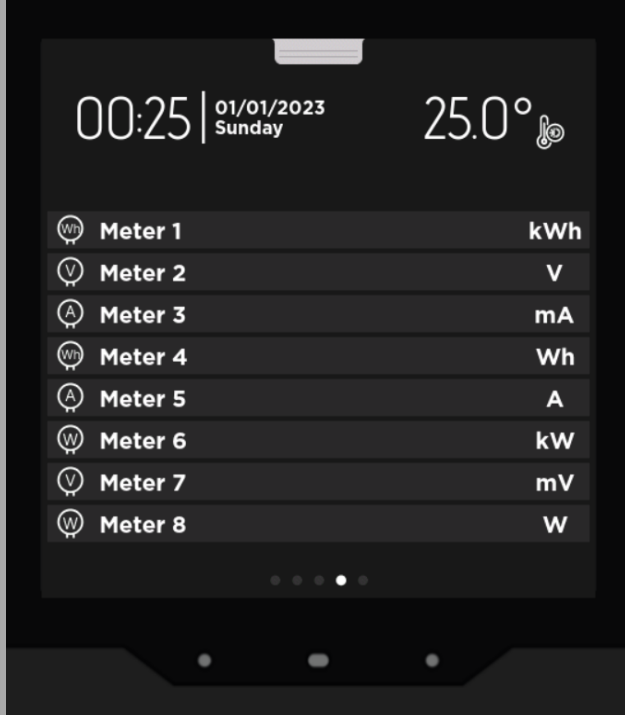 00:25 01/01/2023 25.0°
Sunday
Wh Meter 1 kWh
V Meter 2 V
A Meter 3 mA
Wh Meter 4 Wh
A Meter 5 A
W Meter 6 kW
V Meter 7 mV
W Meter 8 W